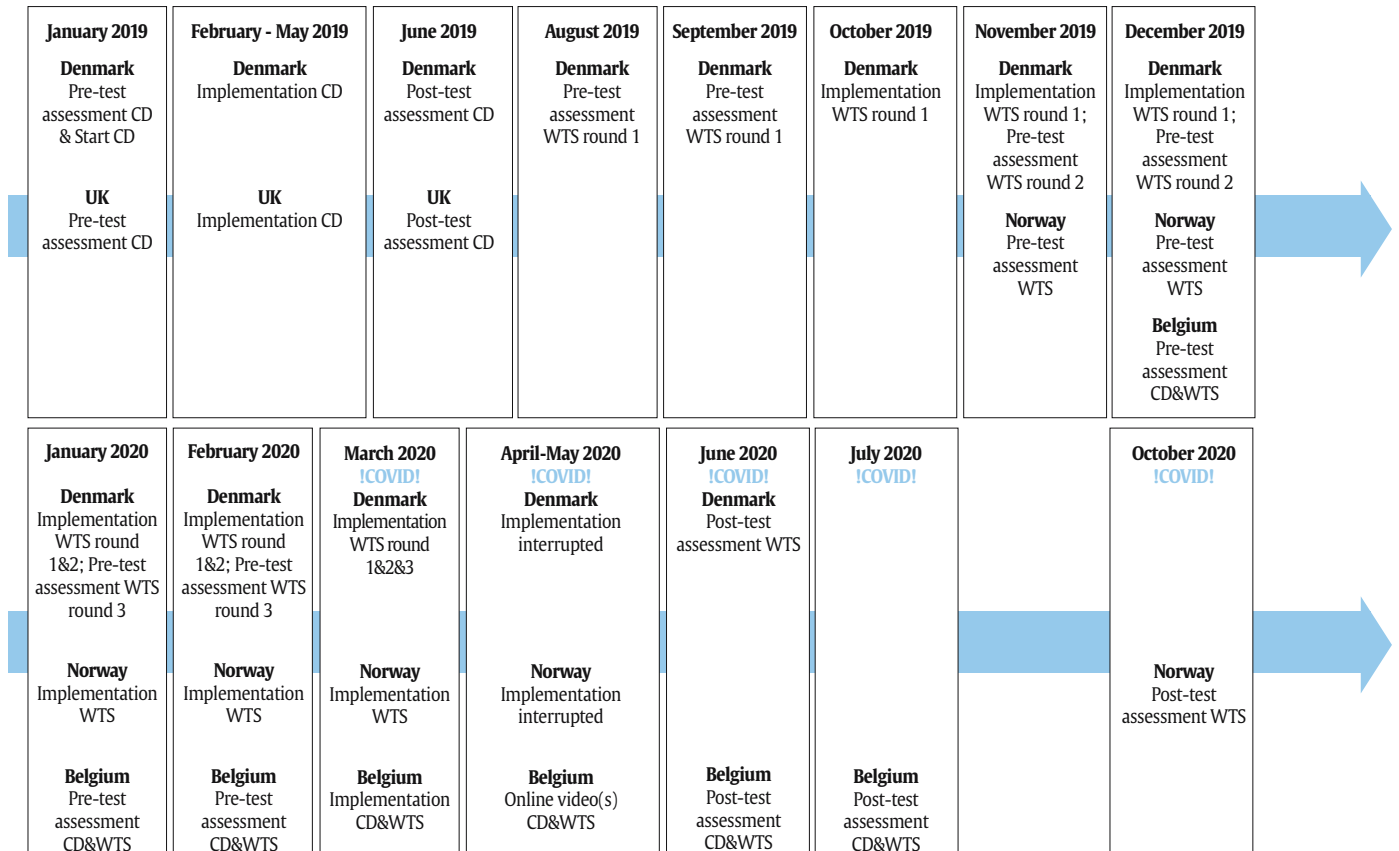 January 2019
Denmark
Pre-test
assessment CD
& Start CD
UK
Pre-test
assessment CD
February - May 2019
Denmark
Implementation CD
UK
Implementation CD
June 2019
Denmark
Post-test
assessment CD
UK
Post-test
assessment CD
August 2019
Denmark
Pre-test
assessment
WTS round 1
September 2019
Denmark
Pre-test
assessment
WTS round 1
October 2019
Denmark
Implementation
WTS round 1
November 2019
Denmark
Implementation
WTS round 1;
Pre-test
assessment
WTS round 2
Norway
Pre-test
assessment
WTS
December 2019
Denmark
Implementation
WTS round 1;
Pre-test
assessment
WTS round 2
Norway
Pre-test
assessment
WTS
Belgium
Pre-test
assessment
CD&WTS
January 2020
Denmark
Implementation
WTS round
1&2; Pre-test
assessment WTS
round 3
Norway
Implementation
WTS
Belgium
Pre-test
assessment
CD&WTS
February 2020
Denmark
Implementation
WTS round
1&2; Pre-test
assessment WTS
round 3
Norway
Implementation
WTS
Belgium
Pre-test
assessment
CD&WTS
March 2020
!COVID!
Denmark
Implementation
WTS round
1&2&3
Norway
Implementation
WTS
Belgium
Implementation
CD&WTS
April-May 2020
!COVID!
Denmark
Implementation
interrupted
Norway
Implementation
interrupted
Belgium
Online video(s)
CD&WTS
June 2020
!COVID!
Denmark
Post-test
assessment WTS
Belgium
Post-test
assessment
CD&WTS
July 2020
!COVID!
Belgium
Post-test
assessment
CD&WTS
October 2020
!COVID!
Norway
Post-test
assessment WTS